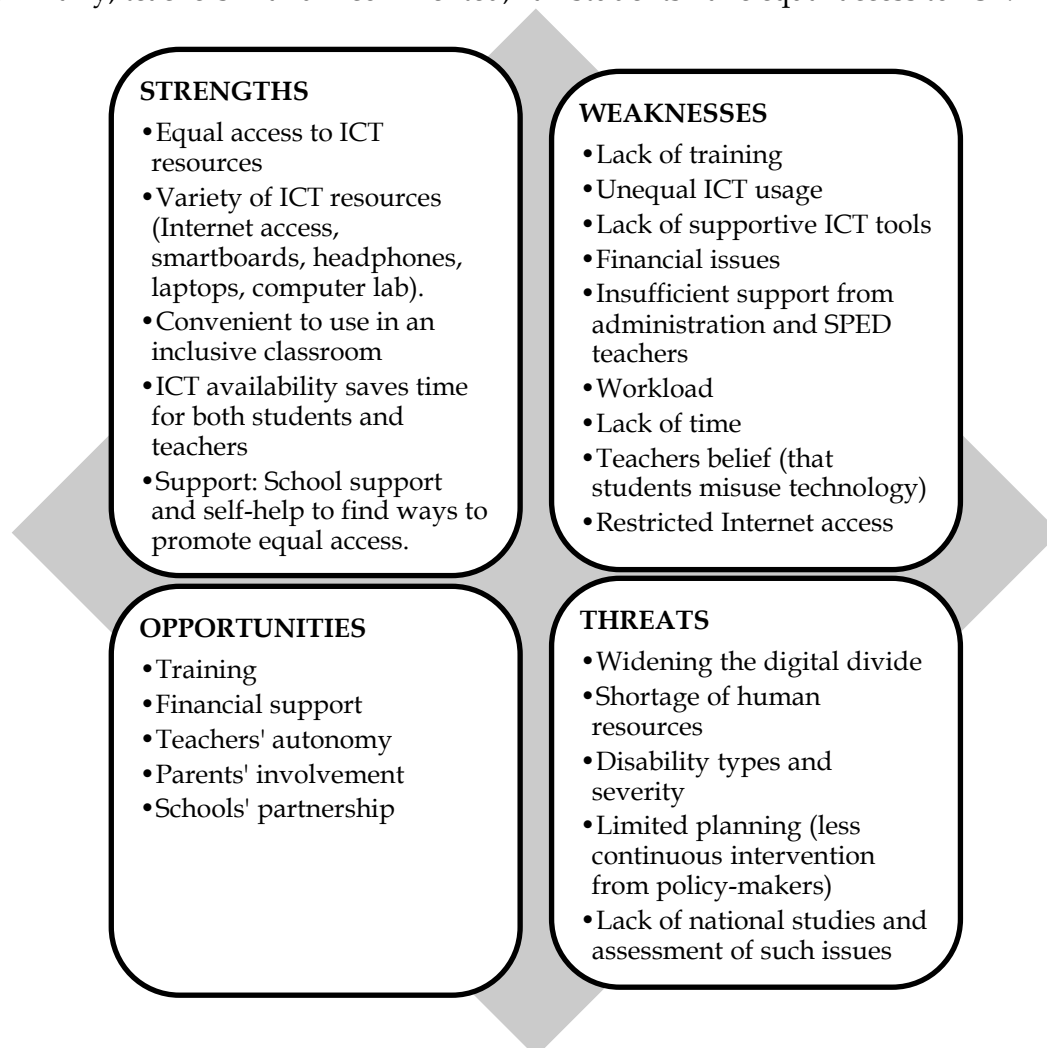 STRENGTHS
•Equal access to ICT
resources
•Variety of ICT resources
(Internet access,
smartboards, headphones,
laptops, computer lab).
•Convenient to use in an
inclusive classroom
•ICT availability saves time
for both students and
teachers
•Support: School support
and self-help to find ways to
promote equal access.
WEAKNESSES
•Lack of training
•Unequal ICT usage
•Lack of supportive ICT tools
•Financial issues
•Insufficient support from
administration and SPED
teachers
•Workload
•Lack of time
•Teachers belief (that
students misuse technology)
•Restricted Internet access
OPPORTUNITIES
•Training
•Financial support
•Teachers' autonomy
•Parents' involvement
•Schools' partnership
THREATS
•Widening the digital divide
•Shortage of human
resources
•Disability types and
severity
•Limited planning (less
continuous intervention
from policy-makers)
•Lack of national studies and
assessment of such issues